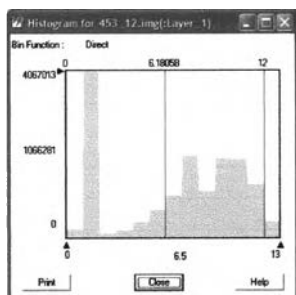 Histogram for 453_12.img(:Layer_1)
Bin Function : Direct
0 6.18058 12
4067013
1066281
0
0 6.5 13
Print Close Help